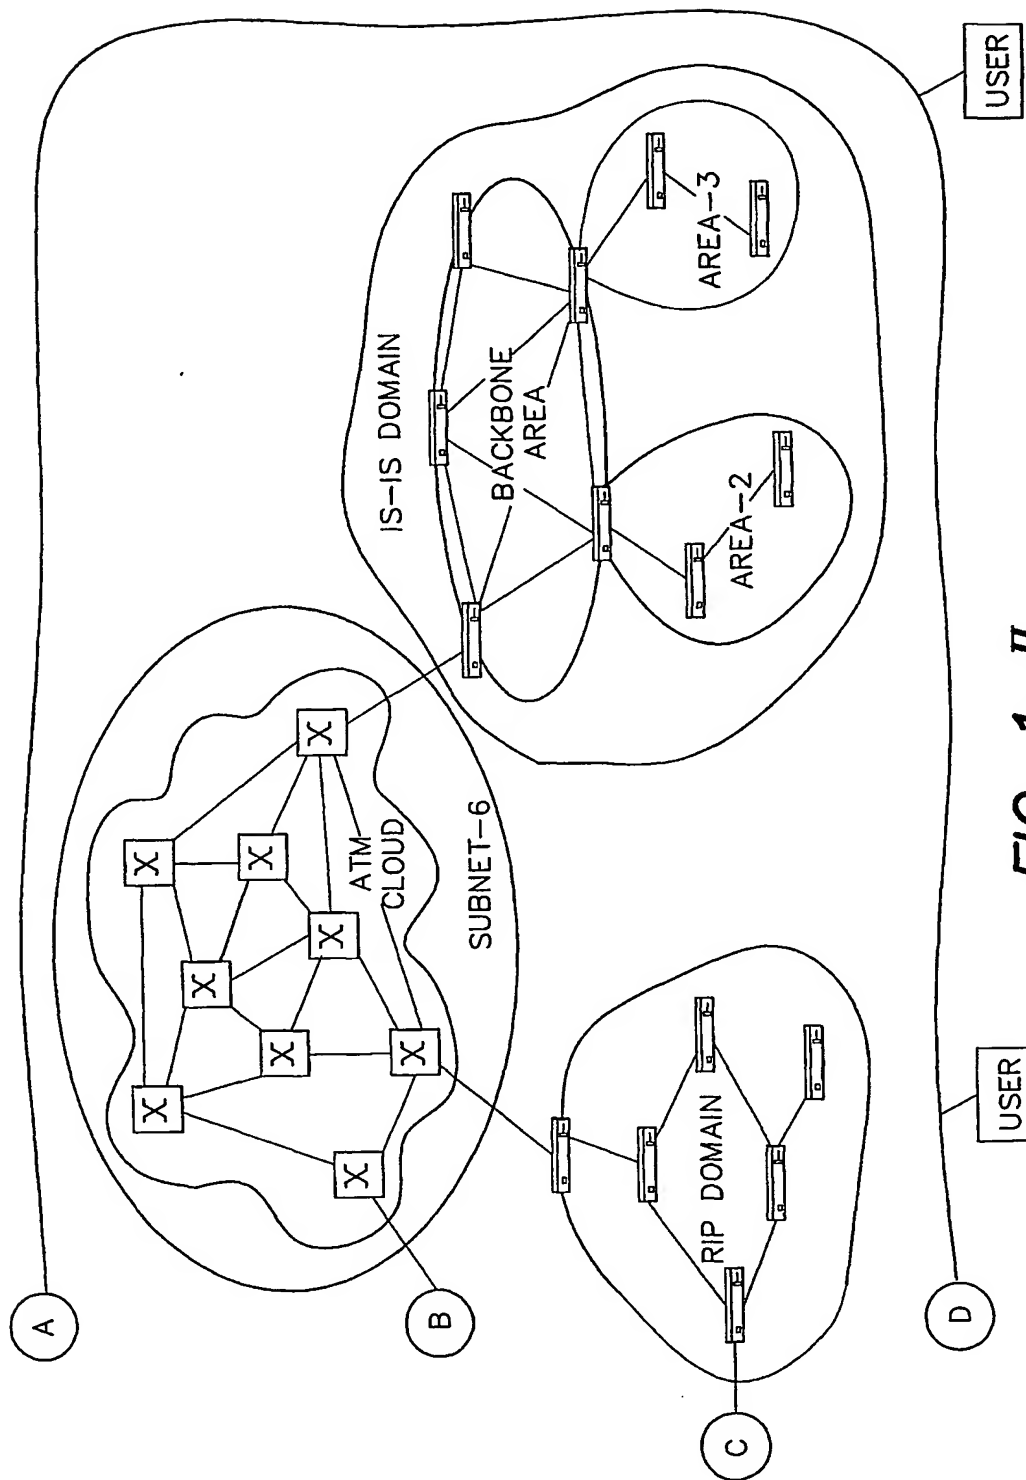 A
ATM
CLOUD
IS-IS DOMAIN
B
SUBNET-6
BACKBONE
AREA
RIP DOMAIN
AREA-3
C
AREA-2
D
USER
USER
FIG 1 II